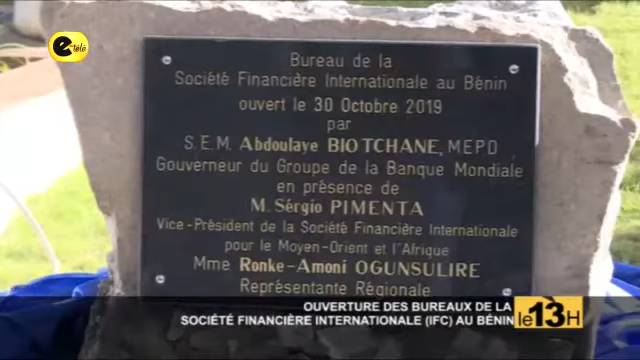 e télé
Bureau de la
Société Financière Internationale au Bénin
ouvert le 30 Octobre 2019
par
S.E.M. Abdoulaye BIO TCHANE, MEPD
Gouverneur du Groupe de la Banque Mondiale
en présence de
M. Sérgio PIMENTA
Vice-Président de la Société Financière Internationale
pour le Moyen-Orient et l'Afrique
Mme Ronke-Amoni OGUNSULIRE
Représentante Régionale
OUVERTURE DES BUREAUX DE LA
SOCIÉTÉ FINANCIÈRE INTERNATIONALE (IFC) AU BÉNIN
le 13H